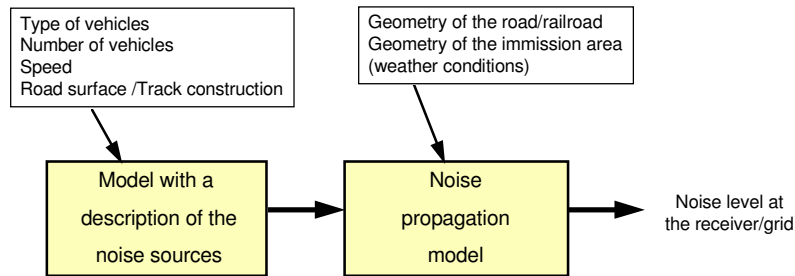 Type of vehicles
Number of vehicles
Speed
Road surface /Track construction
Geometry of the road/railroad
Geometry of the immission area
(weather conditions)
Model with a
description of the
noise sources
Noise
propagation
model
Noise level at
the receiver/grid